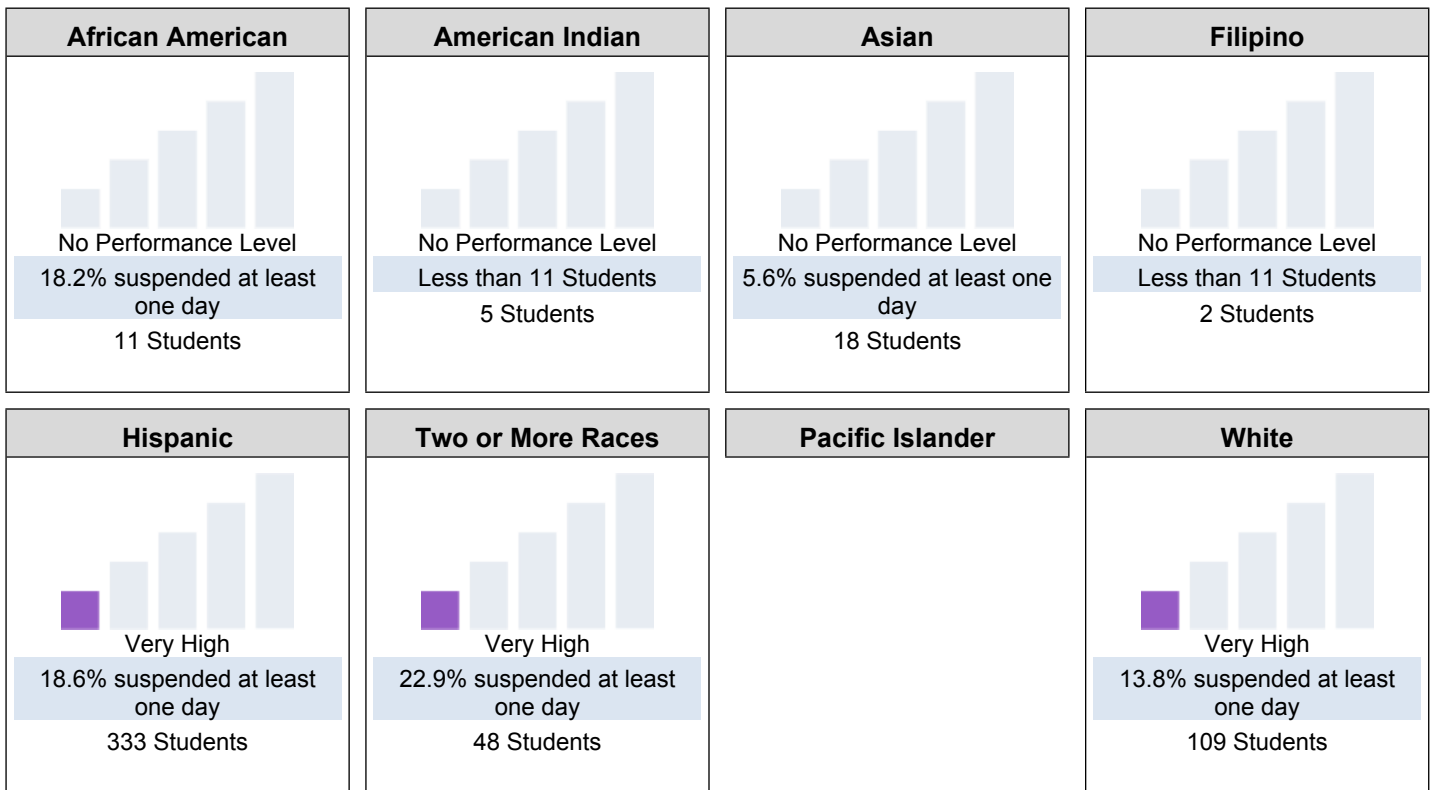 African American
No Performance Level
18.2% suspended at least
one day
11 Students
American Indian
No Performance Level
Less than 11 Students
5 Students
Asian
No Performance Level
5.6% suspended at least one
day
18 Students
Filipino
No Performance Level
Less than 11 Students
2 Students
Hispanic
Very High
18.6% suspended at least
one day
333 Students
Two or More Races
Very High
22.9% suspended at least
one day
48 Students
Pacific Islander
White
Very High
13.8% suspended at least
one day
109 Students